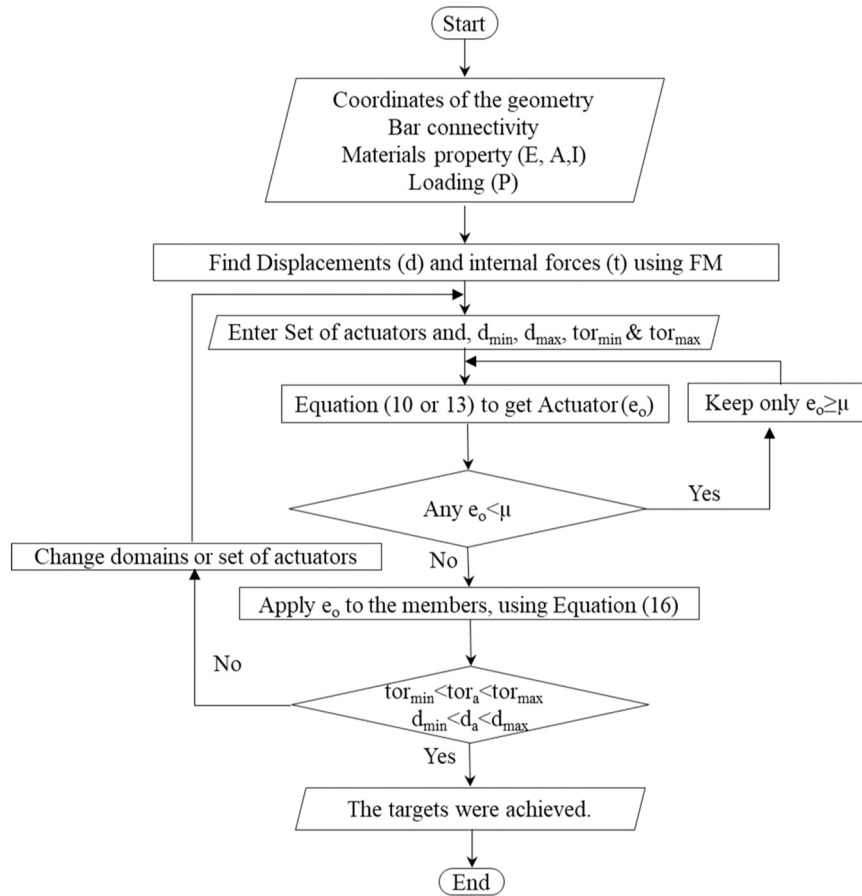 Start
Coordinates of the geometry
Bar connectivity
Materials property (E, A,I)
Loading (P)
Find Displacements (d) and internal forces (t) using FM
Enter Set of actuators and, dmin, dmax, tormin & tormax
Equation (10 or 13) to get Actuator(eo)
Keep only eo≥μ
Any eo<μ
Yes
No
Change domains or set of actuators
Apply eo to the members, using Equation (16)
No
tormin<tora<tormax
dmin<da<dmax
Yes
The targets were achieved.
End